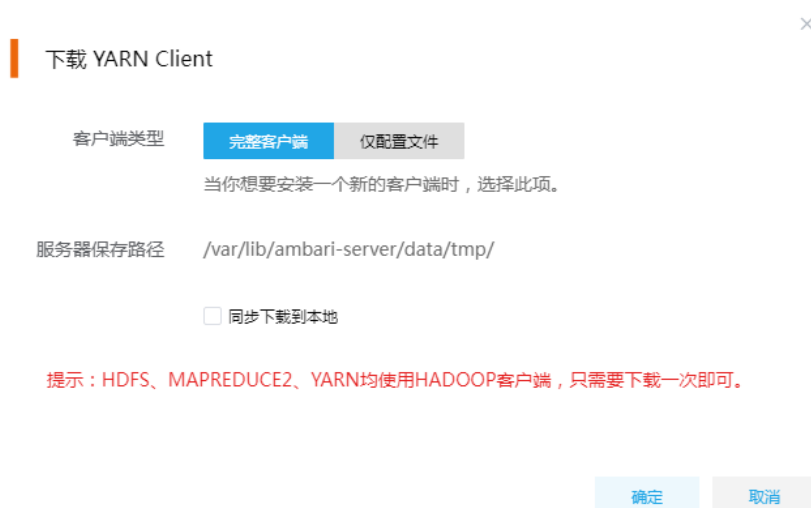 下载 YARN Client
客户端类型 完整客户端 仅配置文件
当你想要安装一个新的客户端时，选择此项。
服务器保存路径 /var/lib/ambari-server/data/tmp/
同步下载到本地
提示：HDFS、MAPREDUCE2、YARN均使用HADOOP客户端，只需要下载一次即可。
确定 取消